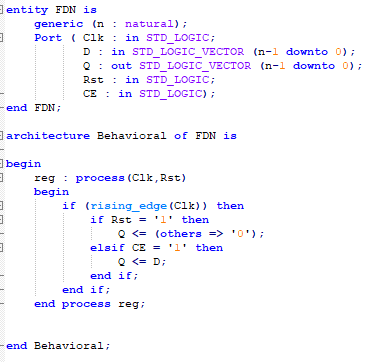 entity FDN is
    generic (n : natural);
    Port ( Clk : in STD_LOGIC;
           D : in STD_LOGIC_VECTOR (n-1 downto 0);
           Q : out STD_LOGIC_VECTOR (n-1 downto 0);
           Rst : in STD_LOGIC;
           CE : in STD_LOGIC);
end FDN;
architecture Behavioral of FDN is
begin
    reg : process(Clk,Rst)
    begin
        if (rising_edge(Clk)) then
            if Rst = '1' then
                Q <= (others => '0');
            elsif CE = '1' then
                Q <= D;
            end if;
        end if;
    end process reg;
end Behavioral;